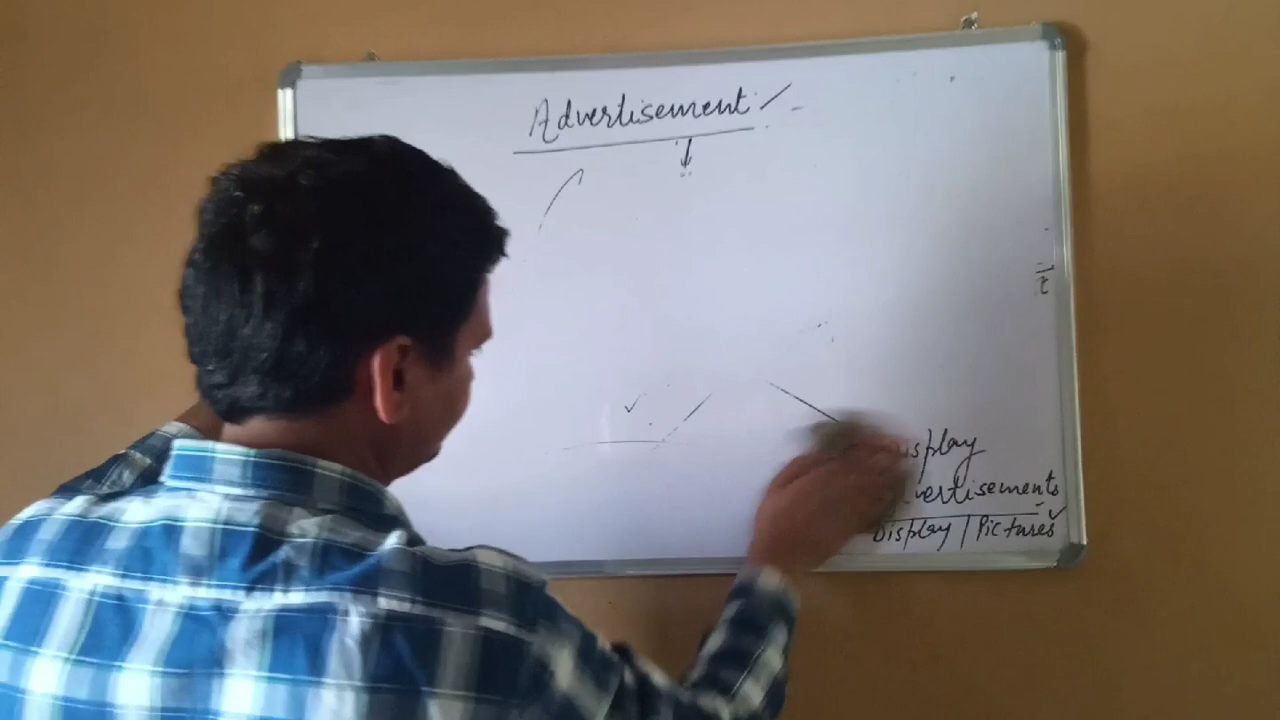 Advertisement
Display
Advertisements
Display / Pictures